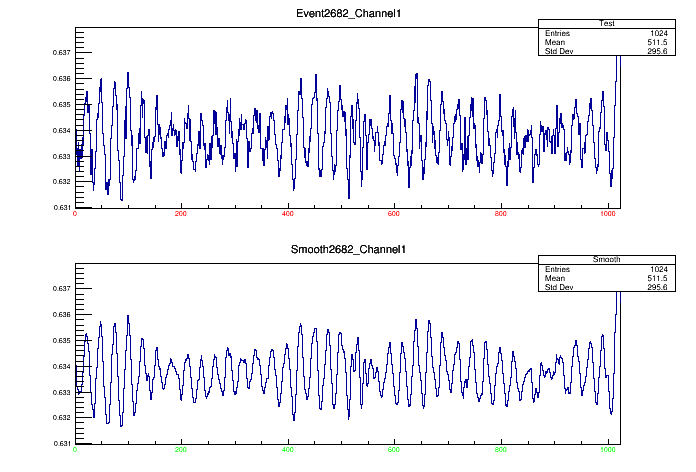 Event2682_Channel1
Test
Entries 1024
Mean 511.5
Std Dev 295.6
0.637
0.636
0.635
0.634
0.633
0.632
0.631
0 200 400 600 800 1000
Smooth2682_Channel1
Smooth
Entries 1024
Mean 511.5
Std Dev 295.6
0.637
0.636
0.635
0.634
0.633
0.632
0.631
0 200 400 600 800 1000